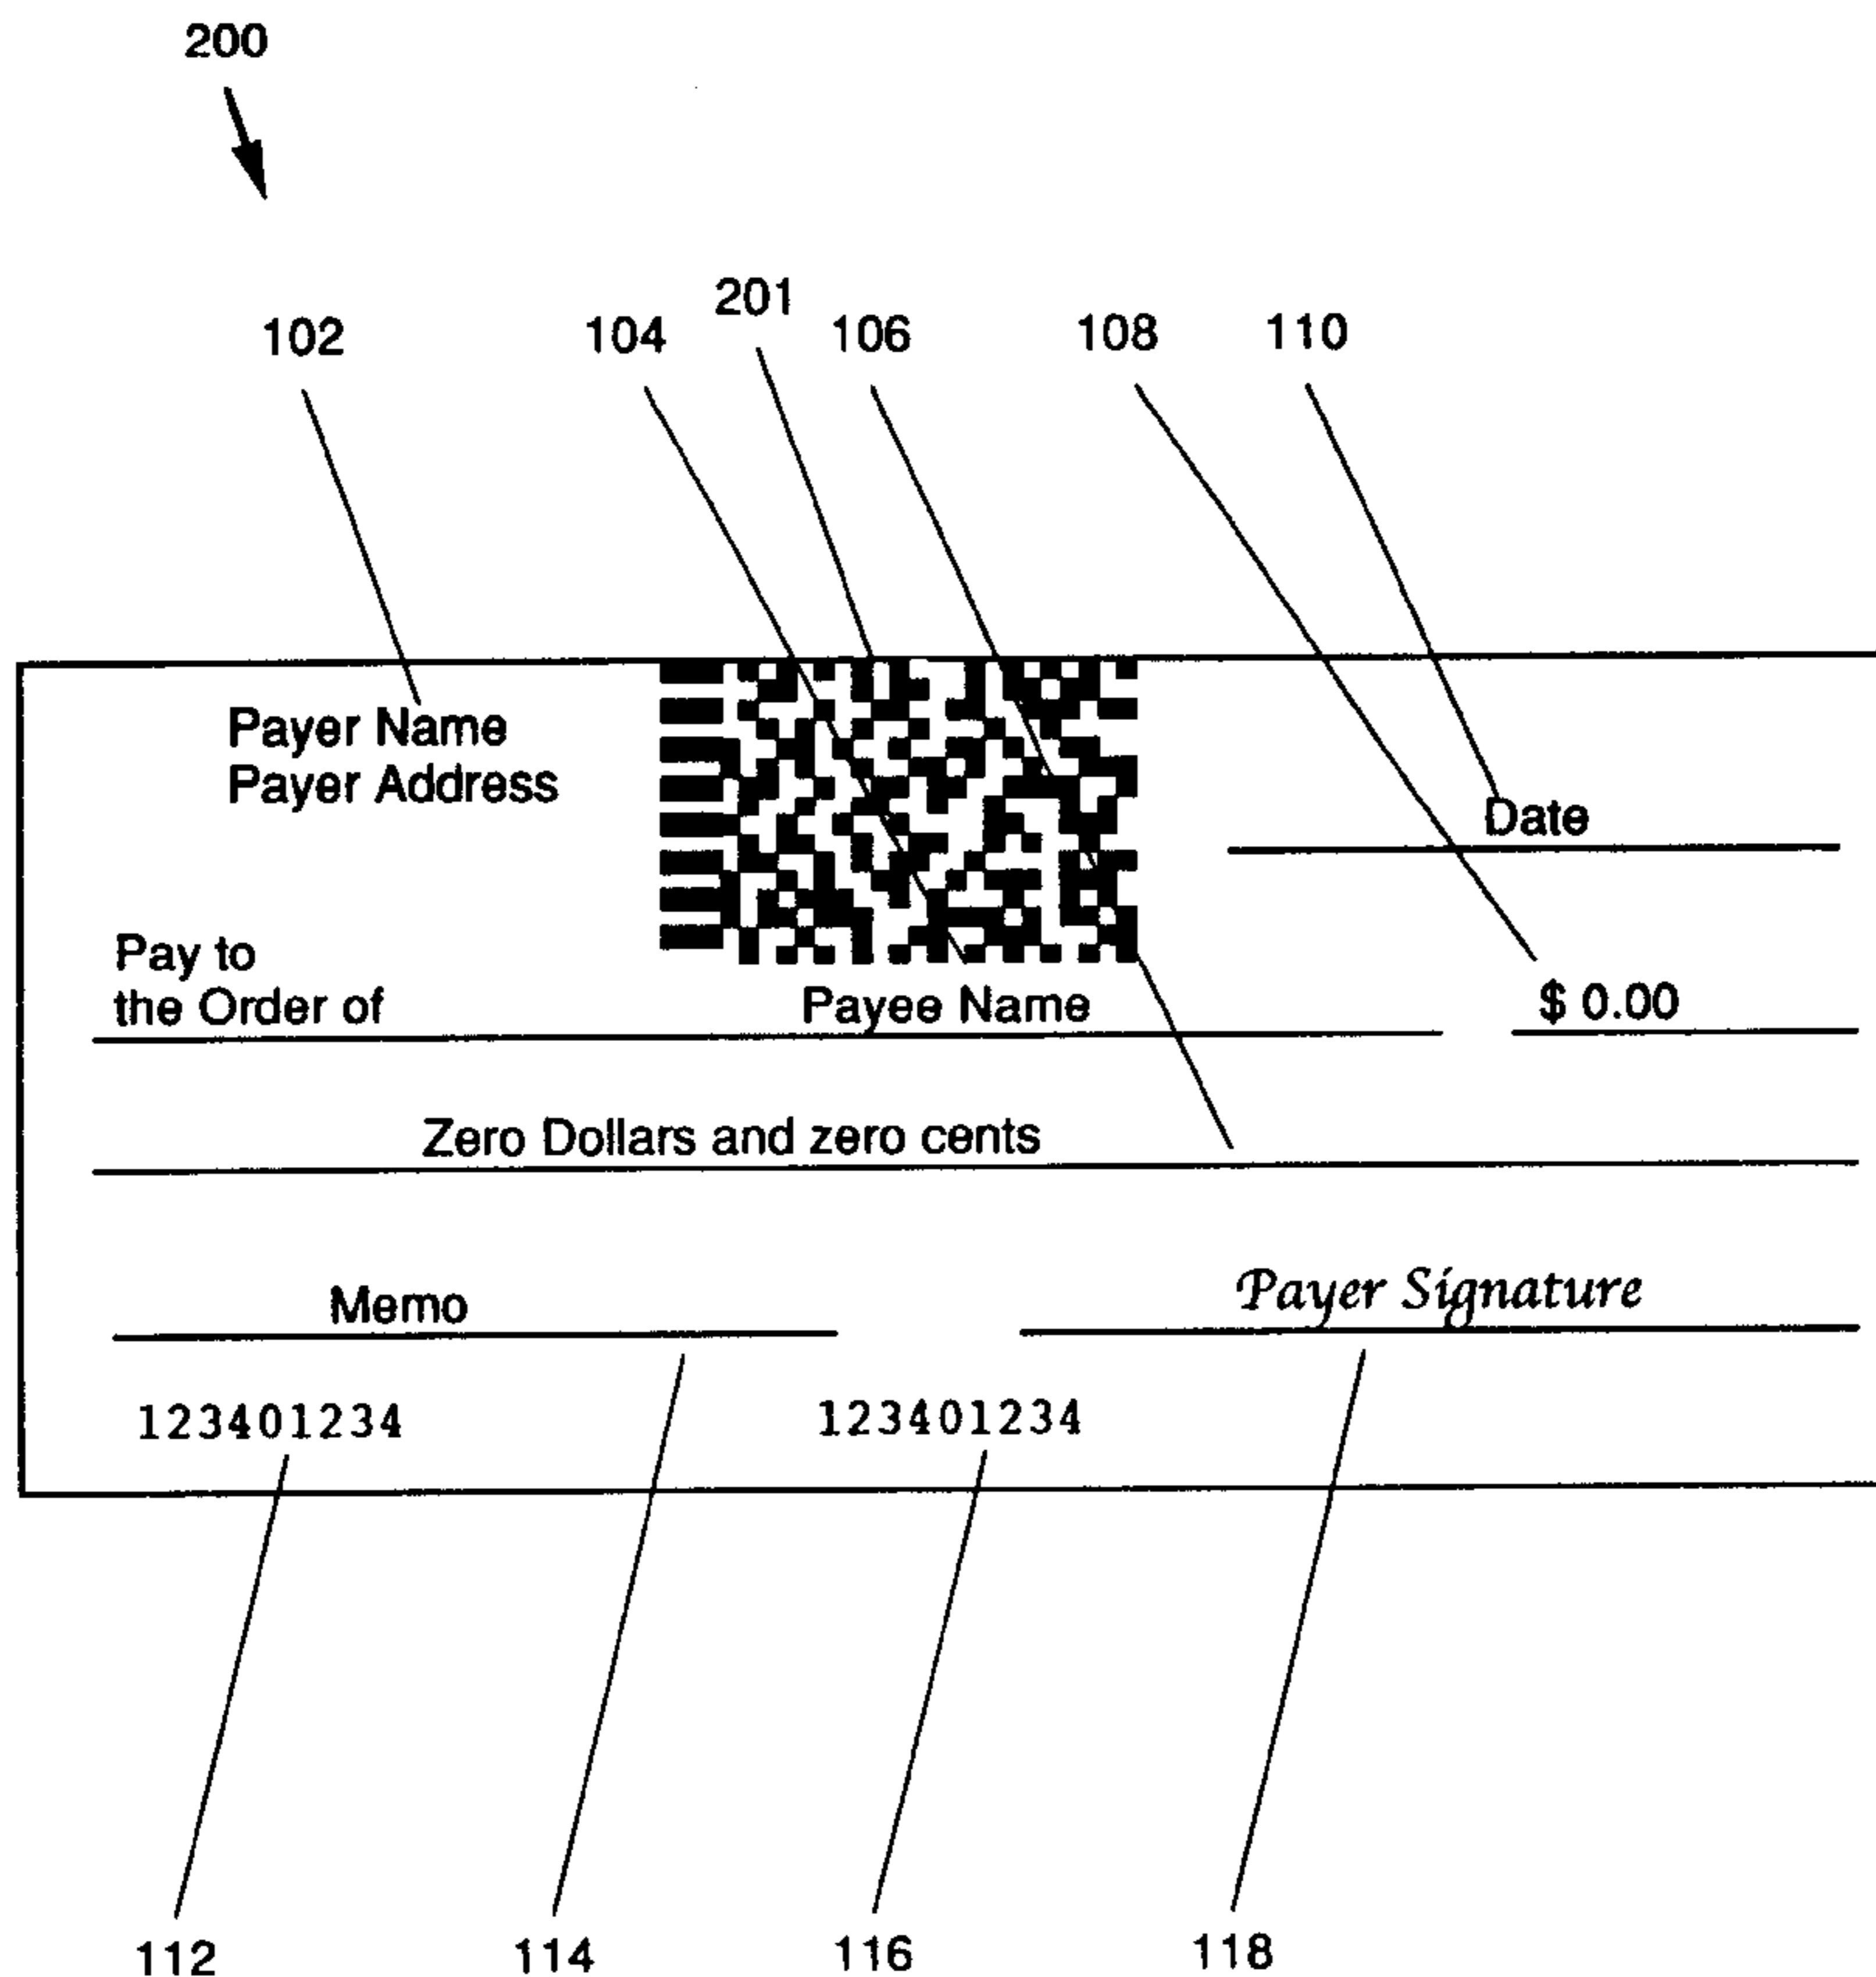 200
201
102 104 106 108 110
Payer Name
Payer Address
Date
Pay to
the Order of Payee Name $ 0.00
Zero Dollars and zero cents
Memo Payer Signature
123401234 123401234
112 114 116 118